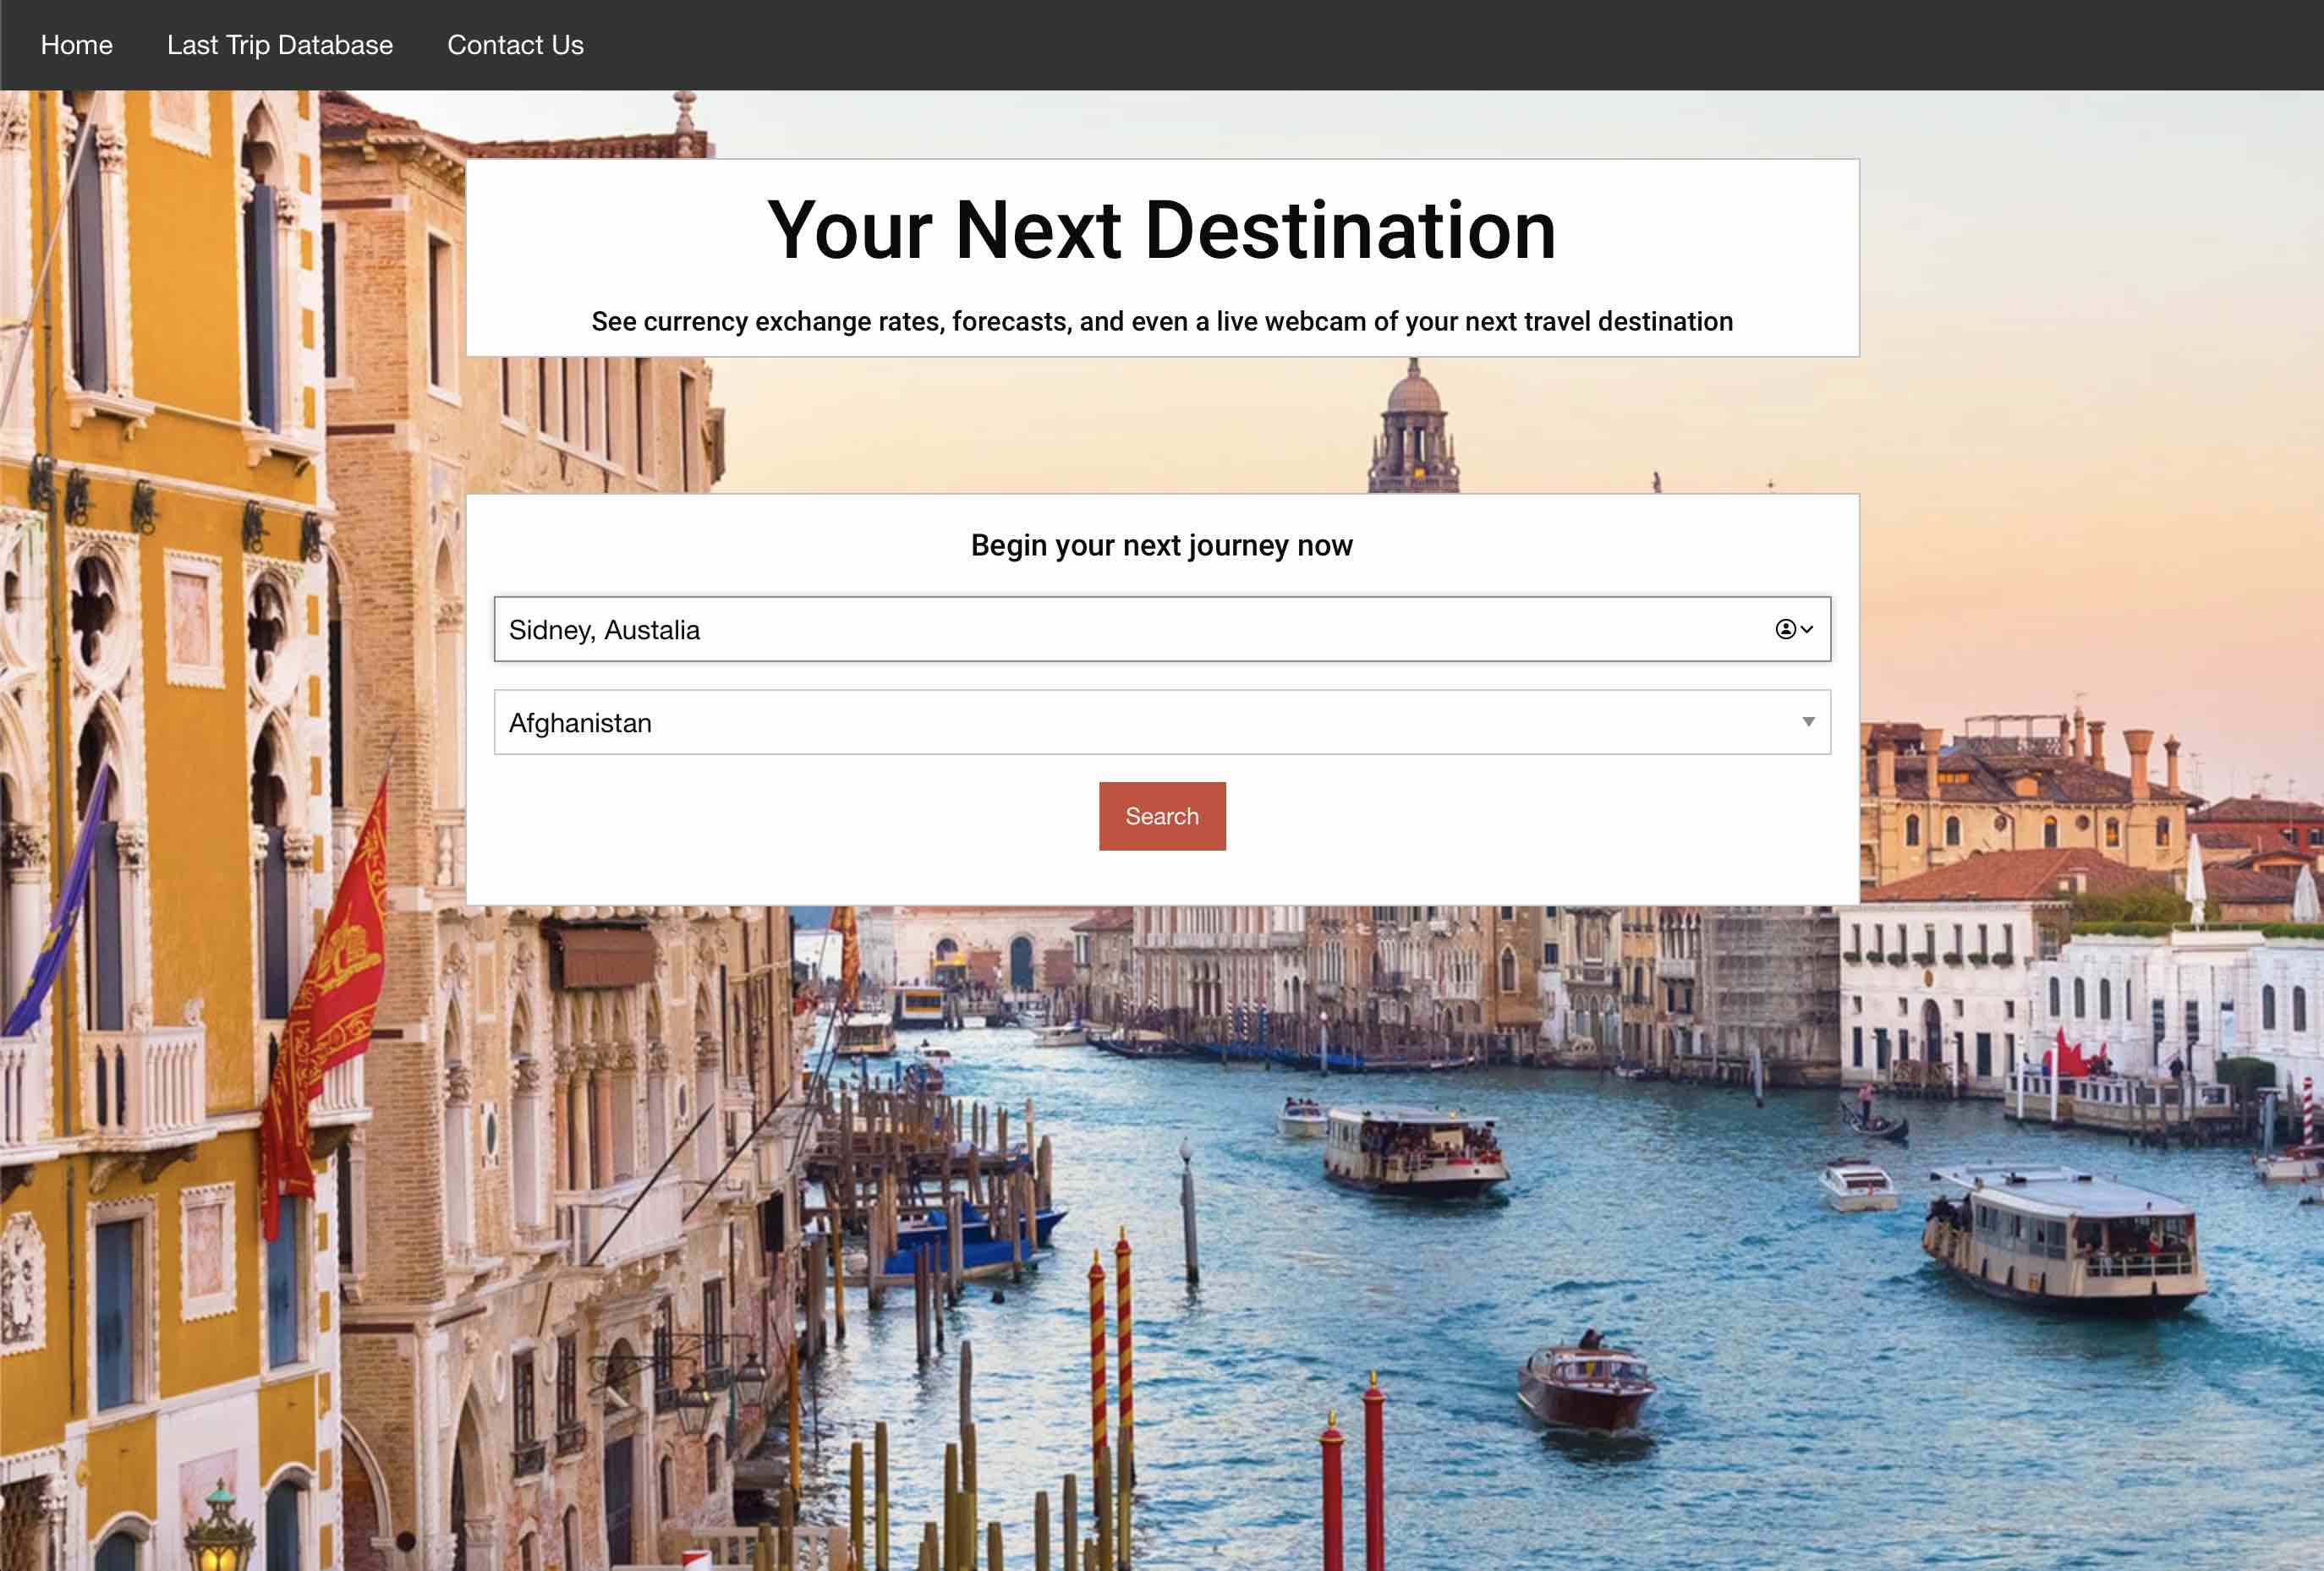 Home Last Trip Database Contact Us
Your Next Destination
See currency exchange rates, forecasts, and even a live webcam of your next travel destination
Begin your next journey now
Sidney, Austalia
Afghanistan
Search